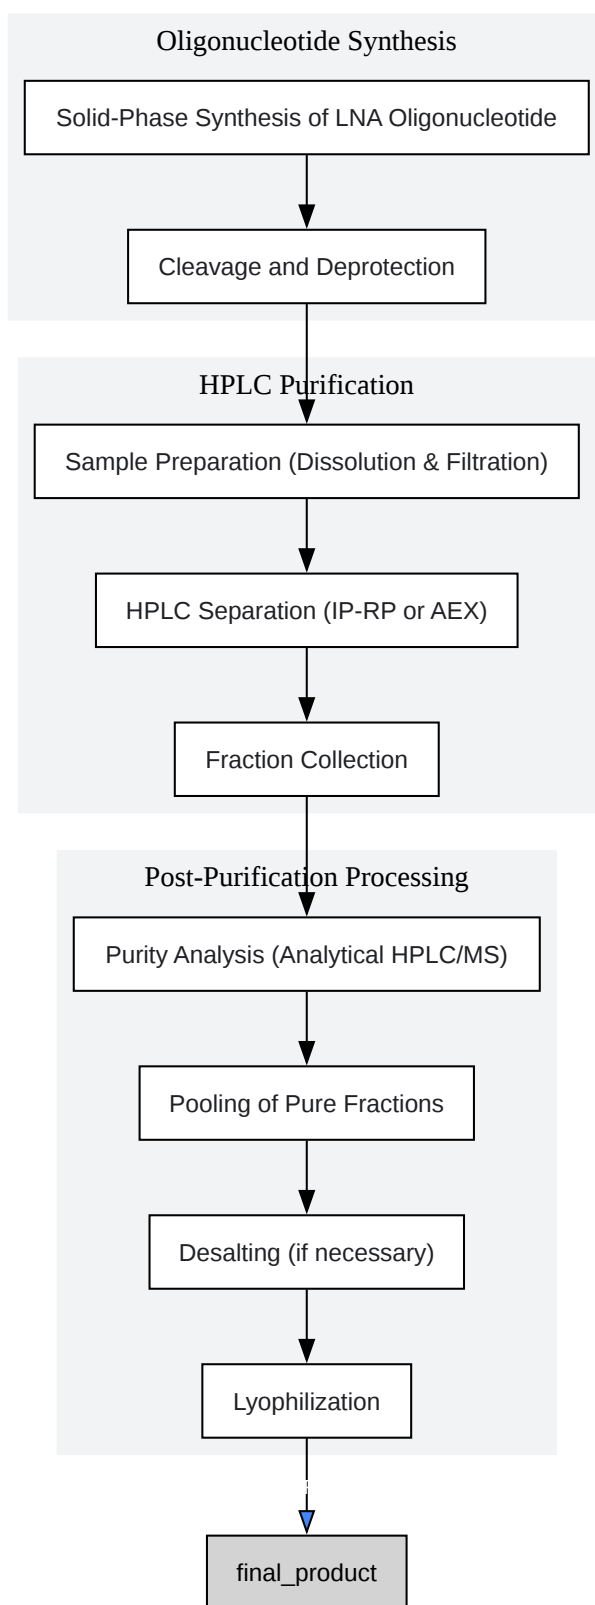 Oligonucleotide Synthesis
Solid-Phase Synthesis of LNA Oligonucleotide
Cleavage and Deprotection
HPLC Purification
Sample Preparation (Dissolution & Filtration)
HPLC Separation (IP-RP or AEX)
Fraction Collection
Post-Purification Processing
Purity Analysis (Analytical HPLC/MS)
Pooling of Pure Fractions
Desalting (if necessary)
Lyophilization
final_product